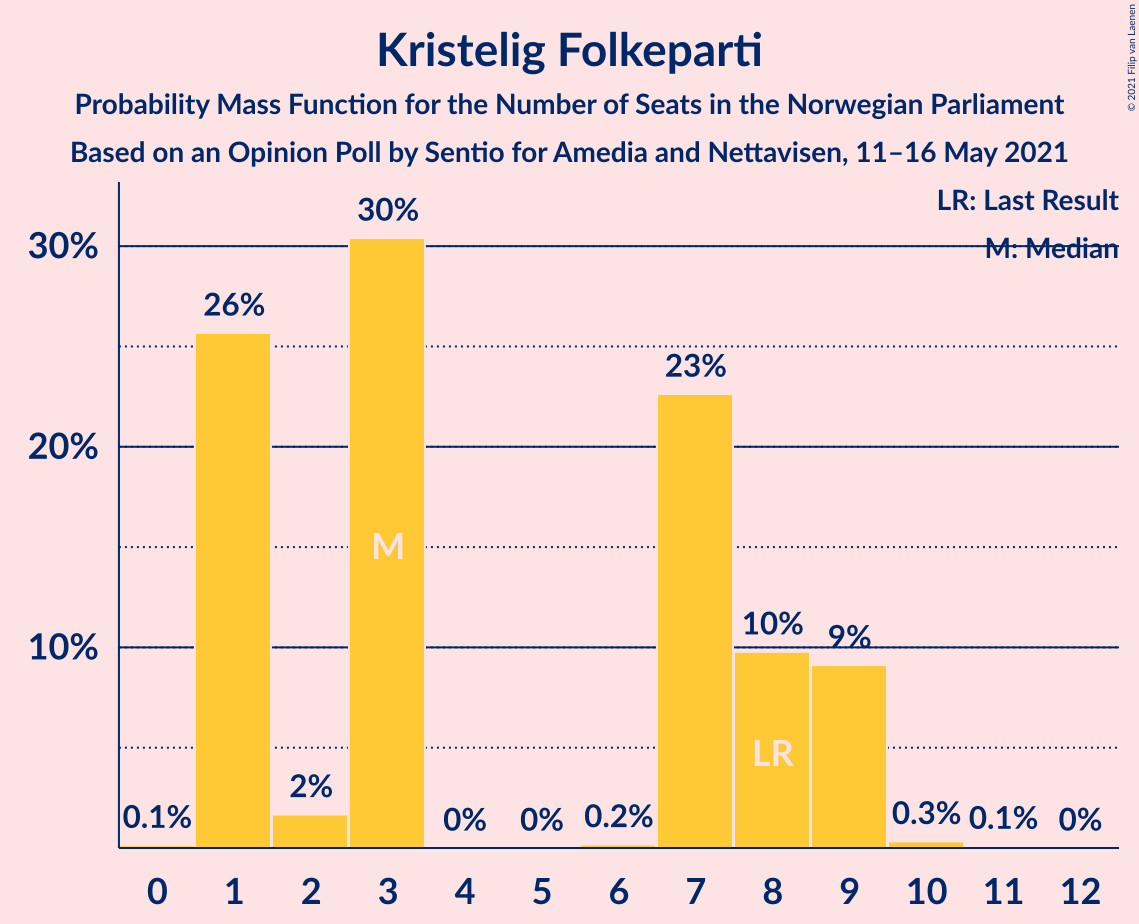 Kristelig Folkeparti
Probability Mass Function for the Number of Seats in the Norwegian Parliament
Based on an Opinion Poll by Sentio for Amedia and Nettavisen, 11–16 May 2021
© 2021 Filip van Laenen
LR: Last Result
M: Median
30%
20%
10%
0.1%
26%
2%
30%
0%
0%
0.2%
23%
10%
9%
0.3%
0.1%
0%
M
LR
0 1 2 3 4 5 6 7 8 9 10 11 12